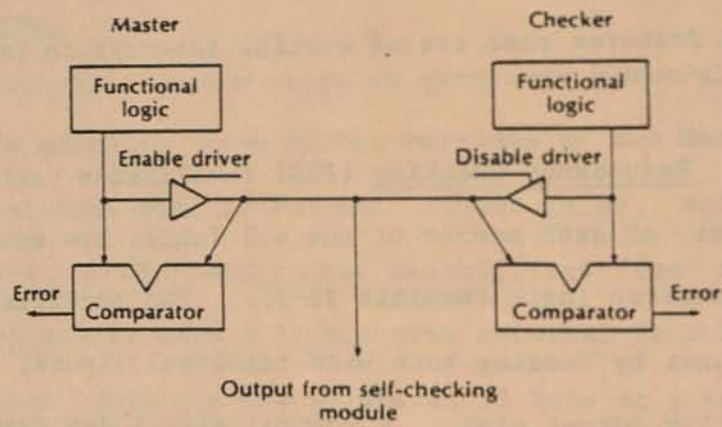 Master
Checker
Functional
logic
Functional
logic
Enable driver
Disable driver
Error
Comparator
Comparator
Error
Output from self-checking
module